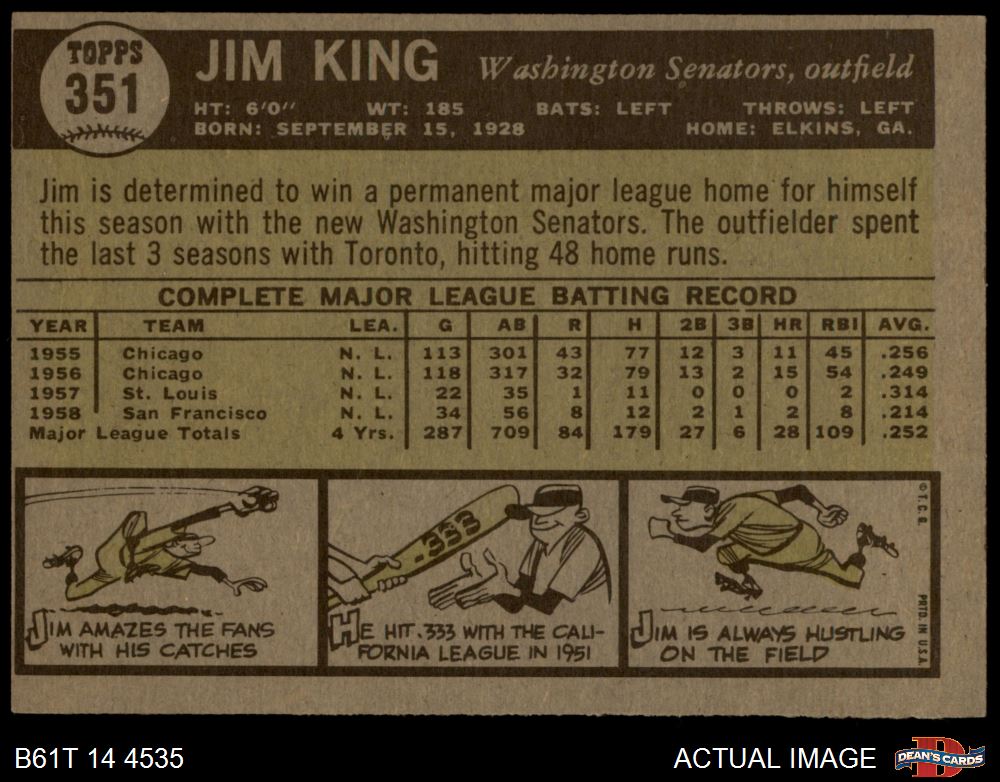 TOPPS
351
JIM KING Washington Senators, outfield
HT: 6'0" WT: 185 BATS: LEFT THROWS: LEFT
BORN: SEPTEMBER 15, 1928 HOME: ELKINS, GA.
Jim is determined to win a permanent major league home for himself
this season with the new Washington Senators. The outfielder spent
the last 3 seasons with Toronto, hitting 48 home runs.
COMPLETE MAJOR LEAGUE BATTING RECORD
YEAR TEAM LEA. G AB R H 2B 3B HR RBI AVG.
1955 Chicago N. L. 113 301 43 77 12 3 11 45 .256
1956 Chicago N. L. 118 317 32 79 13 2 15 54 .249
1957 St. Louis N. L. 22 35 1 11 0 0 0 2 .314
1958 San Francisco N. L. 34 56 8 12 2 1 2 8 .214
Major League Totals 4 Yrs. 287 709 84 179 27 6 28 109 .252
.333
JIM AMAZES THE FANS
WITH HIS CATCHES
HE HIT .333 WITH THE CALI-
FORNIA LEAGUE IN 1951
JIM IS ALWAYS HUSTLING
ON THE FIELD
© T. C. G.
PRTD. IN U.S.A.
B61T 14 4535
ACTUAL IMAGE
D
DEAN'S CARDS